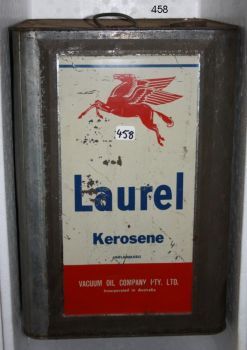 458
458
Laurel
Kerosene
VACUUM OIL COMPANY PTY. LTD.
Incorporated in Australia